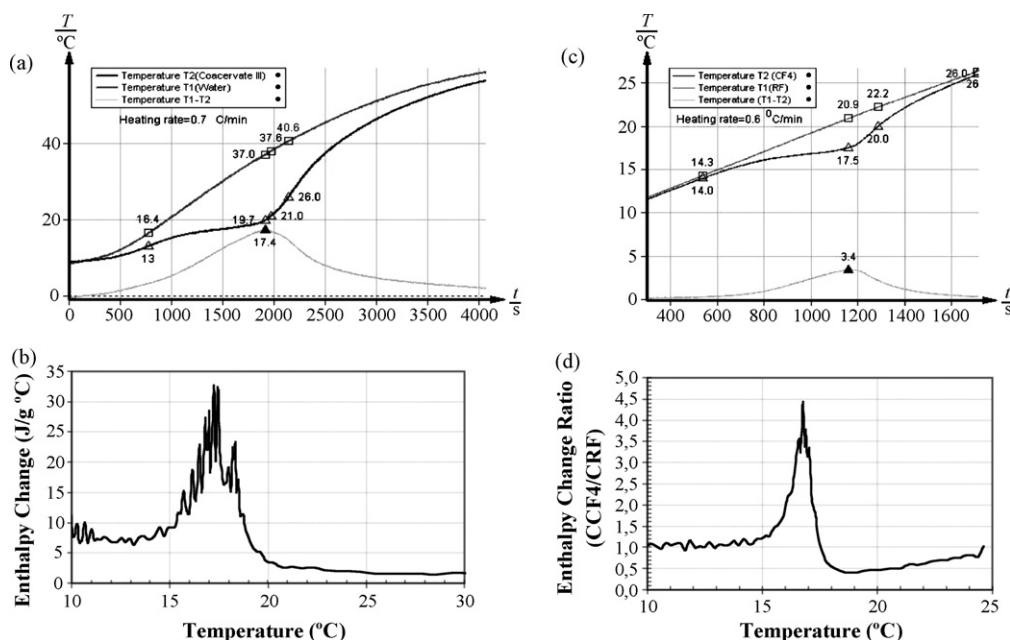 (a)
T
°C
Temperature T2(Coacervate III)
Temperature T1(Water)
Temperature T1-T2
Heating rate=0.7 C/min
40
20
0
16.4
13
37.0
37.6
40.6
19.7
21.0
26.0
17.4
0 500 1000 1500 2000 2500 3000 3500 4000
t
s
(c)
T
°C
Temperature T2 (CF4)
Temperature T1(RF)
Temperature (T1-T2)
Heating rate=0.6 °C/min
25
20
15
10
5
0
14.3
14.0
20.9
22.2
17.5
20.0
26.0
26
3.4
400 600 800 1000 1200 1400 1600
t
s
(b)
Enthalpy Change (J/g °C)
35
30
25
20
15
10
5
0
10 15 20 25 30
Temperature (ºC)
(d)
Enthalpy Change Ratio
(CCF4/CRF)
5,0
4,5
4,0
3,5
3,0
2,5
2,0
1,5
1,0
0,5
0,0
10 15 20 25
Temperature (ºC)